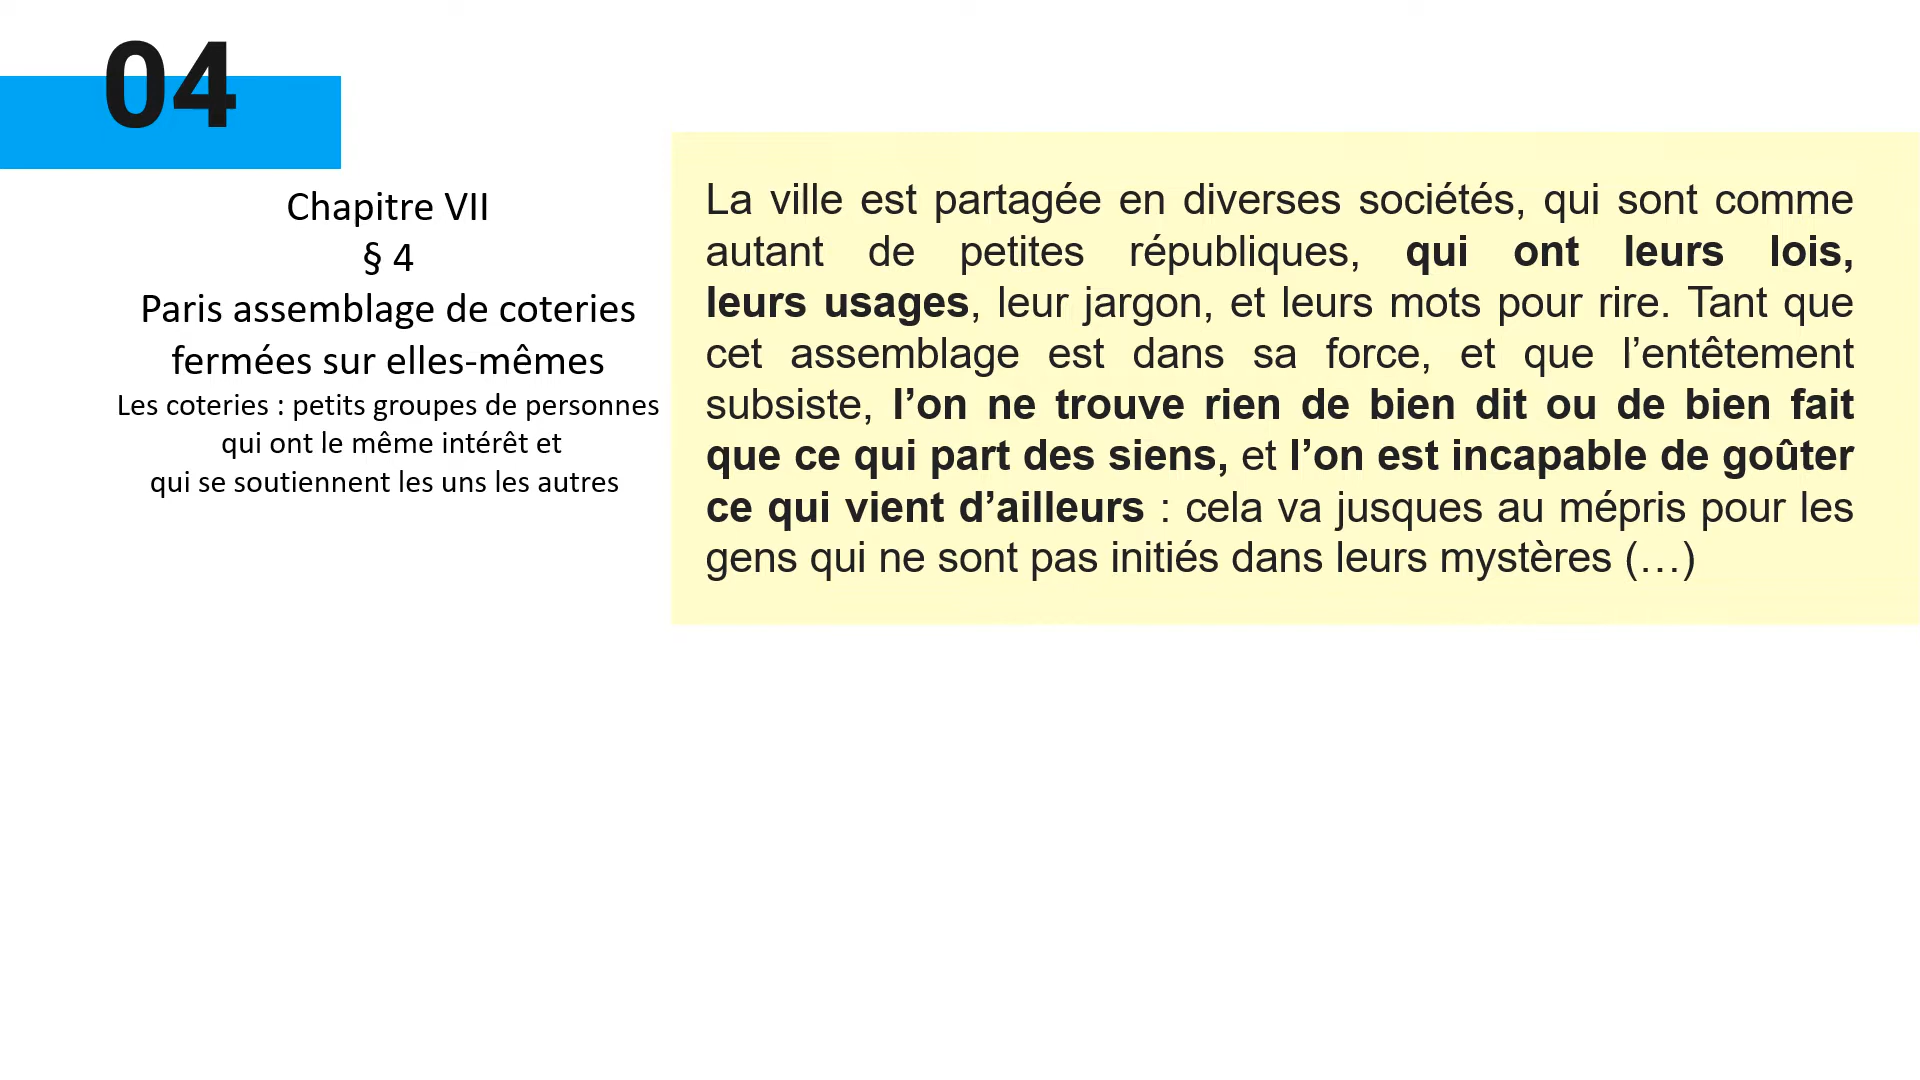 04
Chapitre VII
§ 4
Paris assemblage de coteries
fermées sur elles-mêmes
Les coteries : petits groupes de personnes
qui ont le même intérêt et
qui se soutiennent les uns les autres
La ville est partagée en diverses sociétés, qui sont comme
autant de petites républiques, qui ont leurs lois,
leurs usages, leur jargon, et leurs mots pour rire. Tant que
cet assemblage est dans sa force, et que l’entêtement
subsiste, l’on ne trouve rien de bien dit ou de bien fait
que ce qui part des siens, et l’on est incapable de goûter
ce qui vient d’ailleurs : cela va jusques au mépris pour les
gens qui ne sont pas initiés dans leurs mystères (…)